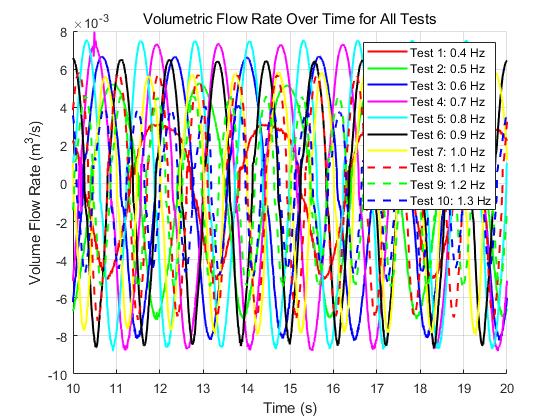 Volumetric Flow Rate Over Time for All Tests
×10⁻³
8
6
4
2
0
-2
-4
-6
-8
-10
Volume Flow Rate (m³/s)
Test 1: 0.4 Hz
Test 2: 0.5 Hz
Test 3: 0.6 Hz
Test 4: 0.7 Hz
Test 5: 0.8 Hz
Test 6: 0.9 Hz
Test 7: 1.0 Hz
Test 8: 1.1 Hz
Test 9: 1.2 Hz
Test 10: 1.3 Hz
10 11 12 13 14 15 16 17 18 19 20
Time (s)